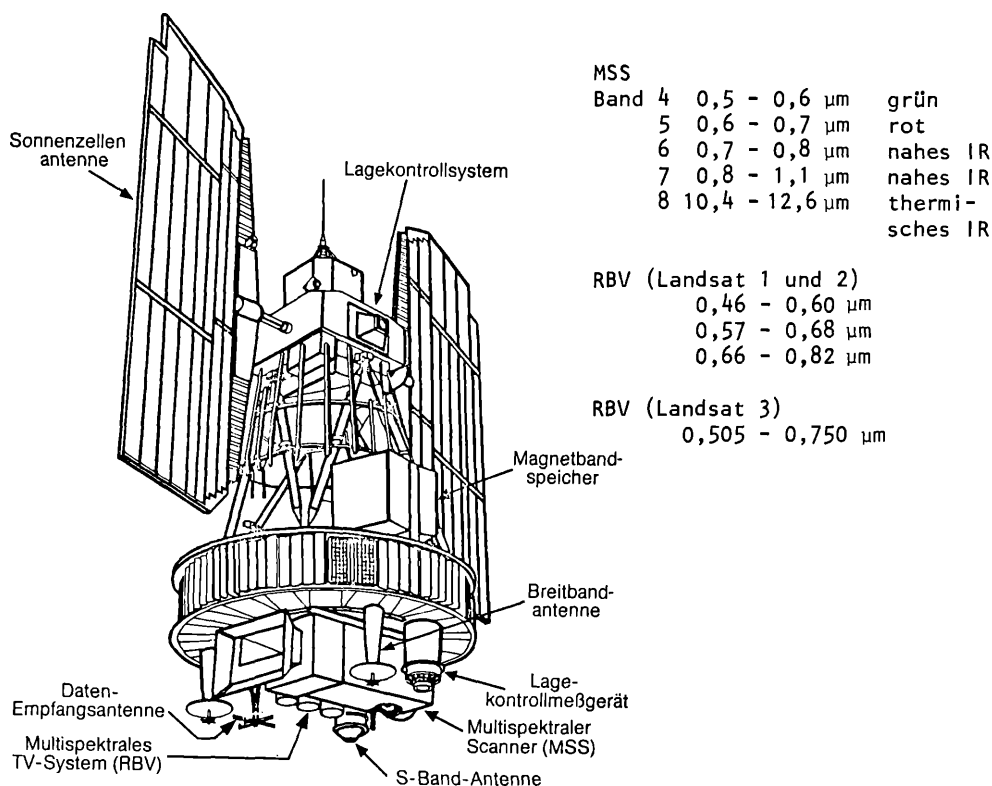 Sonnenzellen
antenne
Lagekontrollsystem
Magnetband-
speicher
Breitband-
antenne
Lage-
kontrollmeßgerät
Multispektraler
Scanner (MSS)
S-Band-Antenne
Daten-
Empfangsantenne
Multispektrales
TV-System (RBV)
MSS
Band 4 0,5 - 0,6 µm grün
5 0,6 - 0,7 µm rot
6 0,7 - 0,8 µm nahes IR
7 0,8 - 1,1 µm nahes IR
8 10,4 - 12,6 µm thermi-
sches IR
RBV (Landsat 1 und 2)
0,46 - 0,60 µm
0,57 - 0,68 µm
0,66 - 0,82 µm
RBV (Landsat 3)
0,505 - 0,750 µm